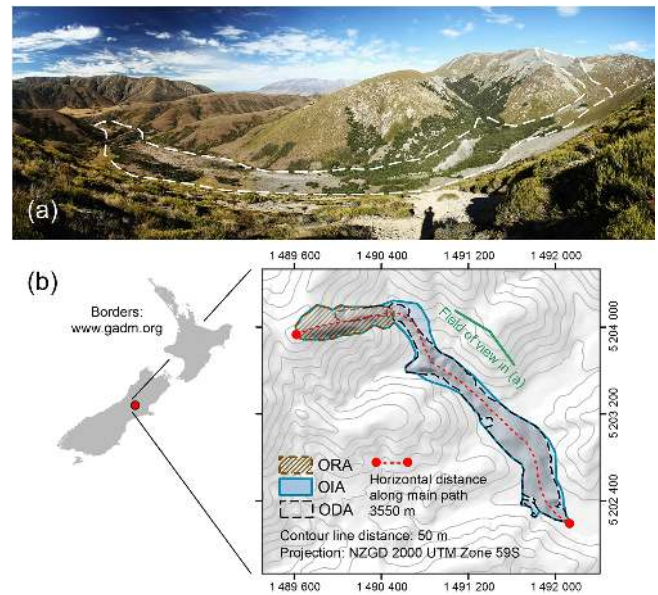 (a)
(b)
Borders:
www.gadm.org
1 489 600
1 490 400
1 491 200
1 492 000
5 204 000
5 203 200
5 202 400
Field of view in (a)
ORA
OIA
ODA
Horizontal distance
along main path
3550 m
Contour line distance: 50 m
Projection: NZGD 2000 UTM Zone 59S
1 489 600
1 490 400
1 491 200
1 492 000